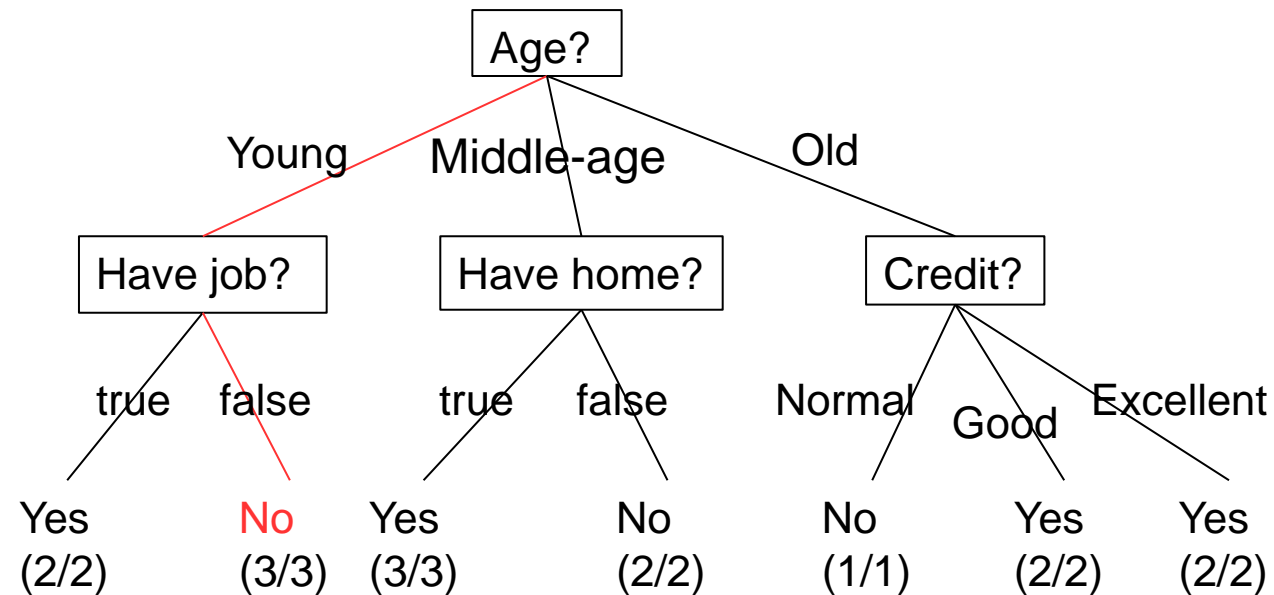 Age?
Young Middle-age Old
Have job? Have home? Credit?
true false true false Normal Good Excellent
Yes No Yes No No Yes Yes
(2/2) (3/3) (3/3) (2/2) (1/1) (2/2) (2/2)